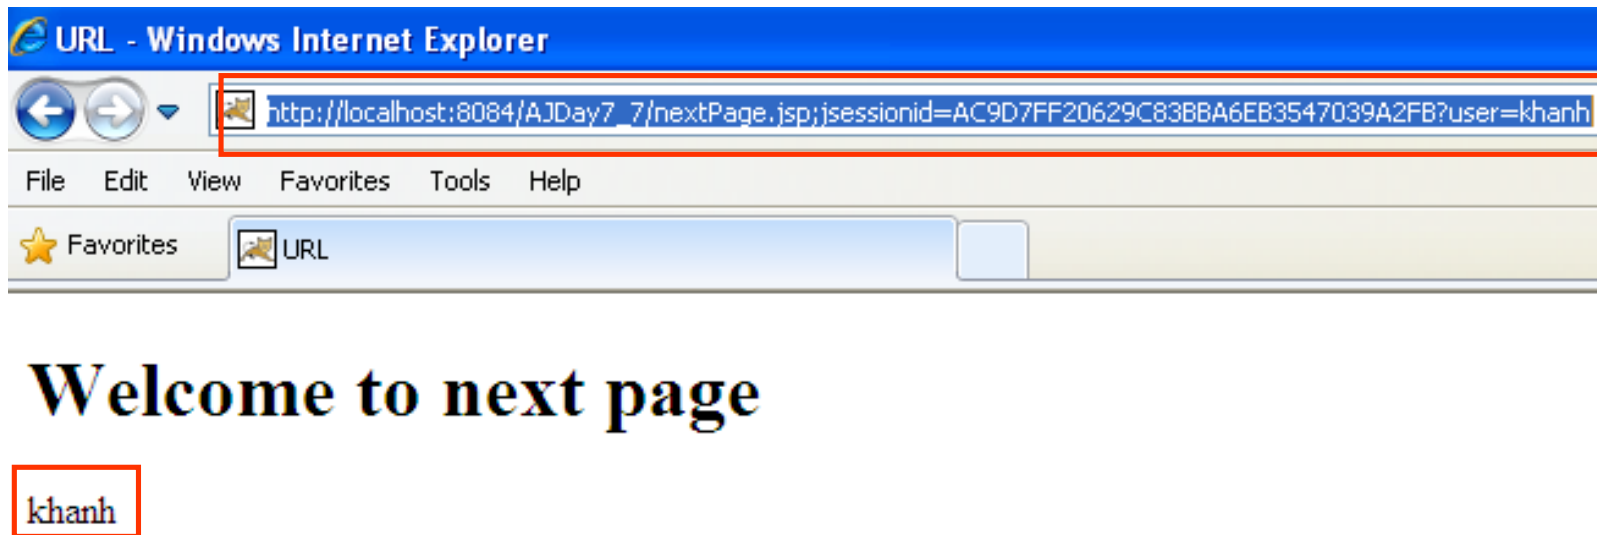 URL - Windows Internet Explorer
http://localhost:8084/AJDay7_7/nextPage.jsp;jsessionid=AC9D7FF20629C83BBA6EB3547039A2FB?user=khanh
File Edit View Favorites Tools Help
Favorites URL
Welcome to next page
khanh